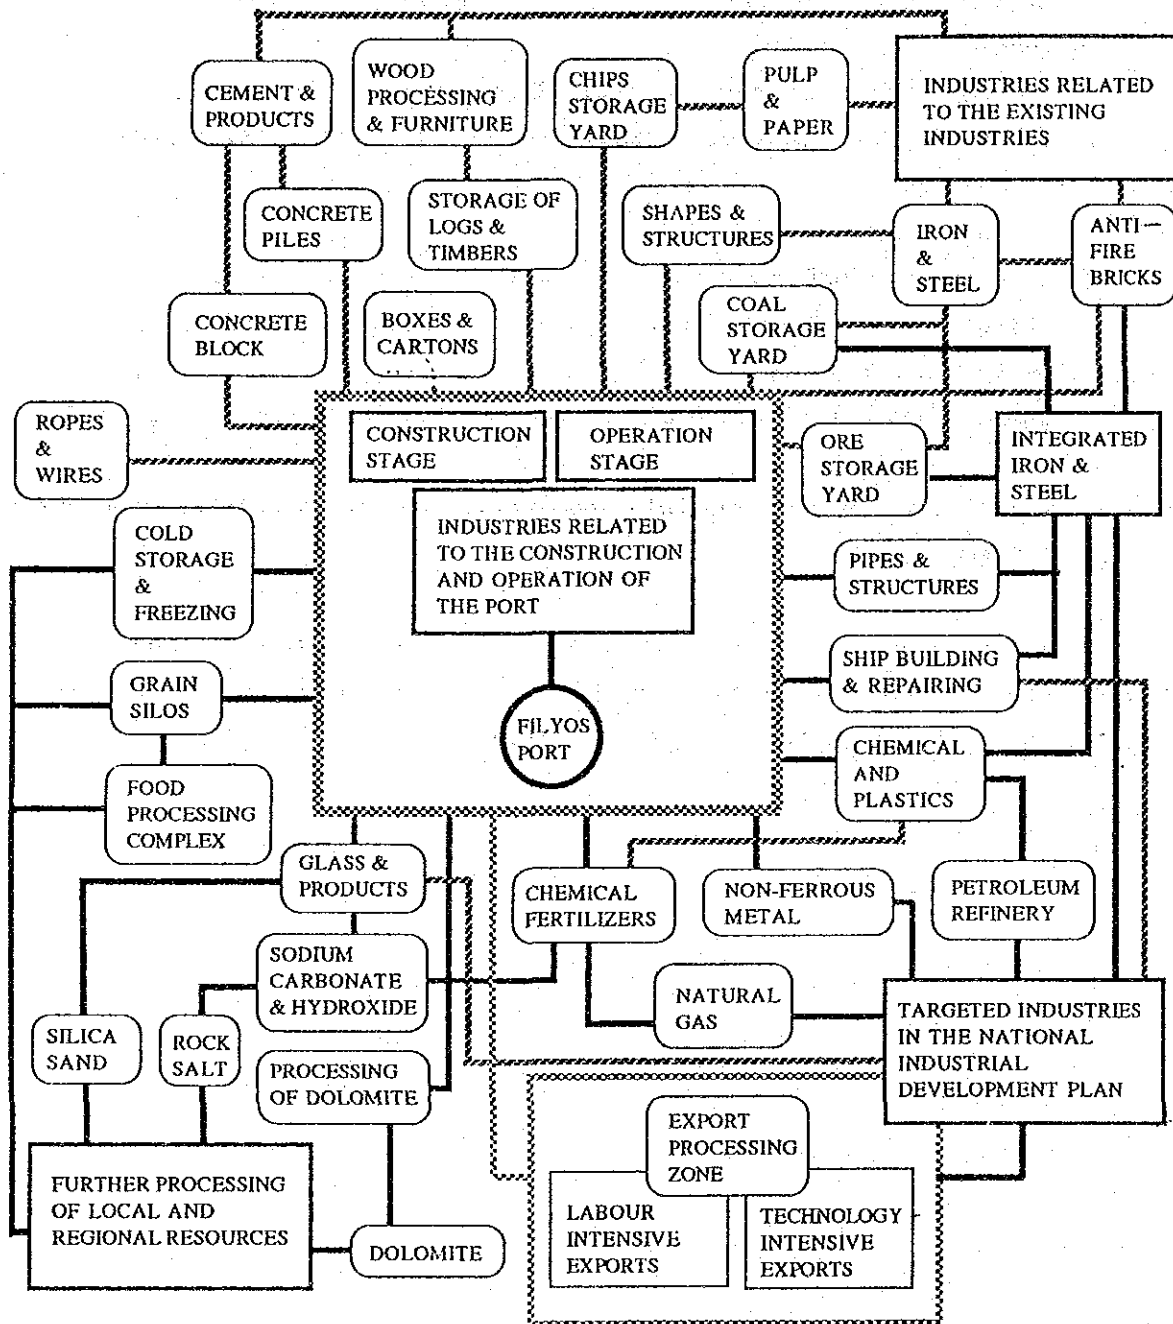 CEMENT &
PRODUCTS
WOOD
PROCESSING
& FURNITURE
CHIPS
STORAGE
YARD
PULP
&
PAPER
INDUSTRIES RELATED
TO THE EXISTING
INDUSTRIES
CONCRETE
PILES
STORAGE OF
LOGS &
TIMBERS
SHAPES &
STRUCTURES
IRON
&
STEEL
ANTI-
FIRE
BRICKS
CONCRETE
BLOCK
BOXES &
CARTONS
COAL
STORAGE
YARD
ROPES
&
WIRES
CONSTRUCTION
STAGE
OPERATION
STAGE
ORE
STORAGE
YARD
INTEGRATED
IRON &
STEEL
COLD
STORAGE
&
FREEZING
INDUSTRIES RELATED
TO THE CONSTRUCTION
AND OPERATION OF
THE PORT
PIPES &
STRUCTURES
GRAIN
SILOS
SHIP BUILDING
& REPAIRING
FILYOS
PORT
CHEMICAL
AND
PLASTICS
FOOD
PROCESSING
COMPLEX
GLASS &
PRODUCTS
CHEMICAL
FERTILIZERS
NON-FERROUS
METAL
PETROLEUM
REFINERY
SODIUM
CARBONATE
& HYDROXIDE
NATURAL
GAS
TARGETED INDUSTRIES
IN THE NATIONAL
INDUSTRIAL
DEVELOPMENT PLAN
SILICA
SAND
ROCK
SALT
PROCESSING
OF DOLOMITE
EXPORT
PROCESSING
ZONE
FURTHER PROCESSING
OF LOCAL AND
REGIONAL RESOURCES
DOLOMITE
LABOUR
INTENSIVE
EXPORTS
TECHNOLOGY
INTENSIVE
EXPORTS